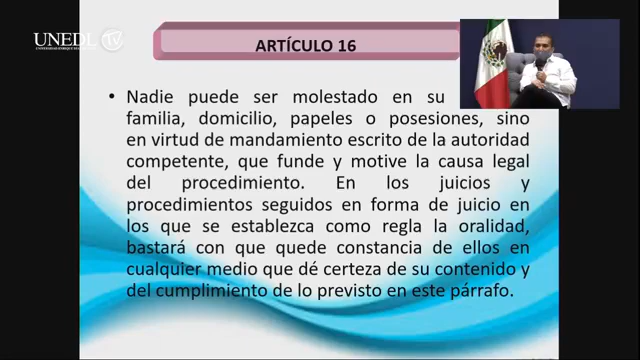 UNEDL TV
ARTÍCULO 16
• Nadie puede ser molestado en su
familia, domicilio, papeles o posesiones, sino
en virtud de mandamiento escrito de la autoridad
competente, que funde y motive la causa legal
del procedimiento. En los juicios y
procedimientos seguidos en forma de juicio en
los que se establezca como regla la oralidad,
bastará con que quede constancia de ellos en
cualquier medio que dé certeza de su contenido y
del cumplimiento de lo previsto en este párrafo.